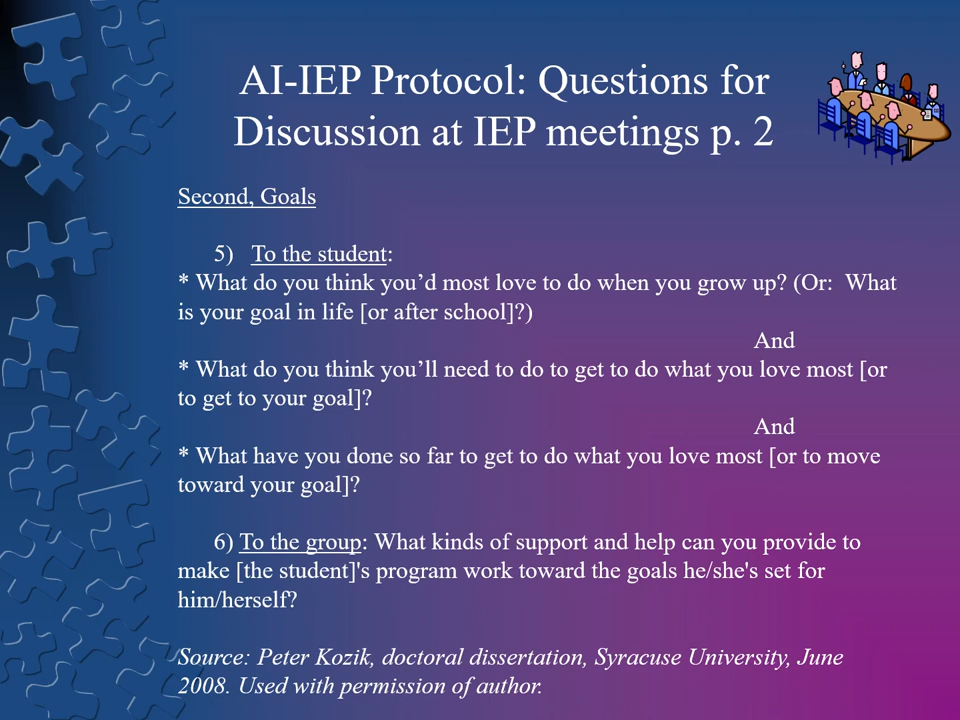 AI-IEP Protocol: Questions for
Discussion at IEP meetings p. 2
Second, Goals
5) To the student:
* What do you think you’d most love to do when you grow up? (Or: What
is your goal in life [or after school]?)
And
* What do you think you’ll need to do to get to do what you love most [or
to get to your goal]?
And
* What have you done so far to get to do what you love most [or to move
toward your goal]?
6) To the group: What kinds of support and help can you provide to
make [the student]'s program work toward the goals he/she's set for
him/herself?
Source: Peter Kozik, doctoral dissertation, Syracuse University, June
2008. Used with permission of author.